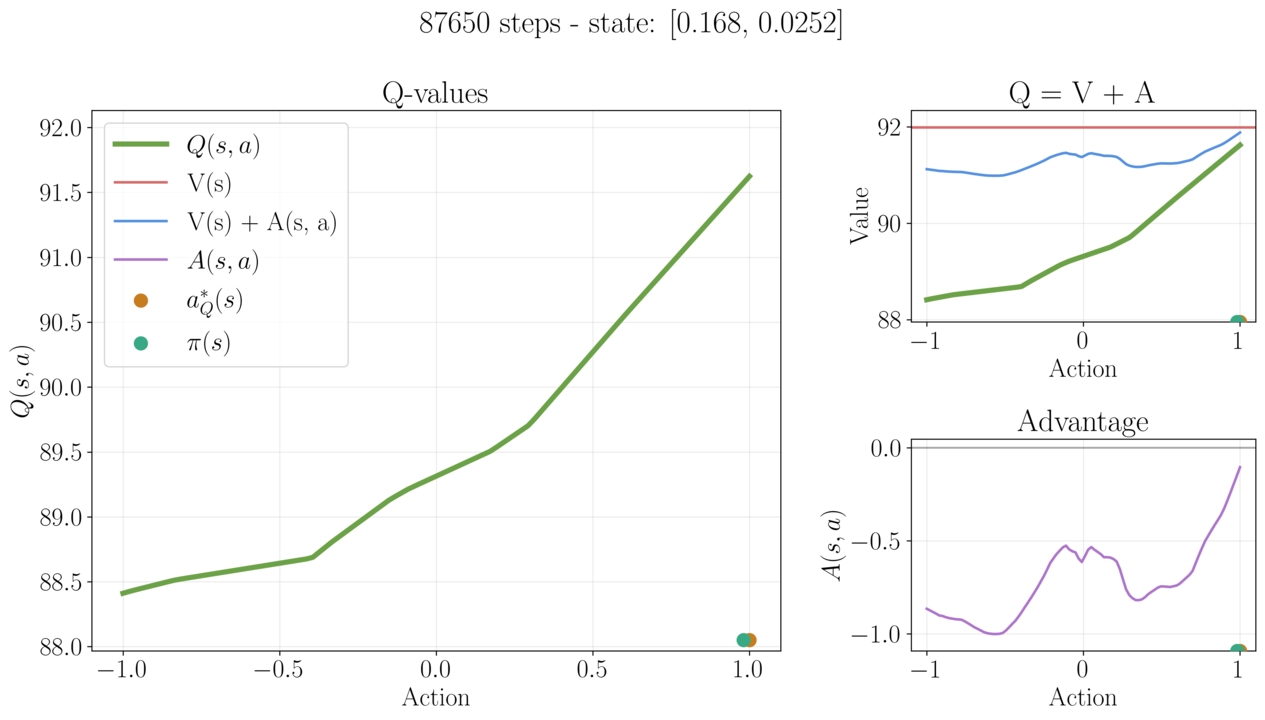 87650 steps - state: [0.168, 0.0252]
Q-values
Q(s, a)
92.0
91.5
91.0
90.5
90.0
89.5
89.0
88.5
88.0
−1.0 −0.5 0.0 0.5 1.0
Action
Q(s, a)
V(s)
V(s) + A(s, a)
A(s, a)
a*Q(s)
π(s)
Q = V + A
Value
92
90
88
−1 0 1
Action
Advantage
A(s, a)
0.0
−0.5
−1.0
−1 0 1
Action